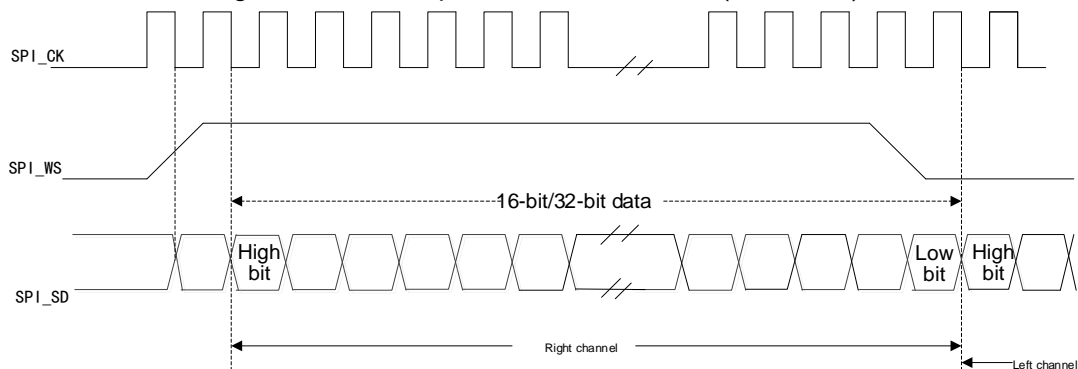 SPI_CK
SPI_WS
16-bit/32-bit data
High
bit
Low
bit
High
bit
SPI_SD
Right channel
Left channel